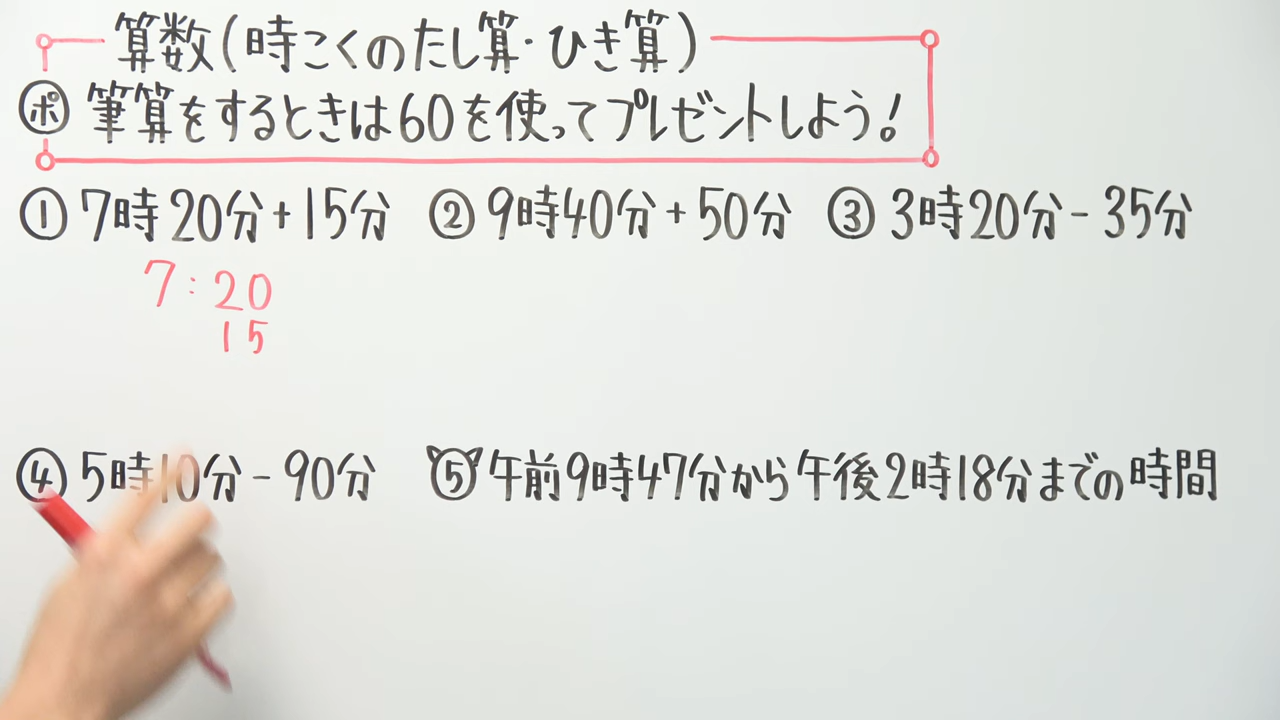 算数(時こくのたし算・ひき算)
ポ 筆算をするときは60を使ってプレゼントしよう!
① 7時20分+15分 ② 9時40分+50分 ③ 3時20分-35分
7:20
15
④ 5時10分-90分 ⑤ 午前9時47分から午後2時18分までの時間